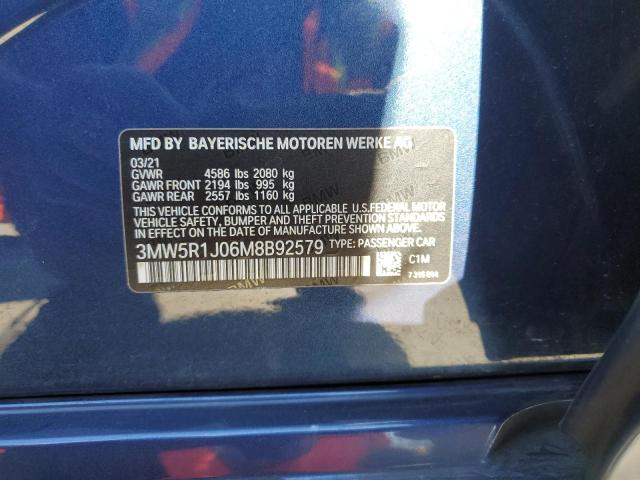 MFD BY BAYERISCHE MOTOREN WERKE AG
03/21
GVWR 4586 lbs 2080 kg
GAWR FRONT 2194 lbs 995 kg
GAWR REAR 2557 lbs 1160 kg
THIS VEHICLE CONFORMS TO ALL APPLICABLE U.S.FEDERAL MOTOR
VEHICLE SAFETY, BUMPER, AND THEFT PREVENTION STANDARDS
IN EFFECT ON THE DATE OF MANUFACTURE SHOWN ABOVE.
3MW5R1J06M8B92579 TYPE: PASSENGER CAR
C1M
BMW